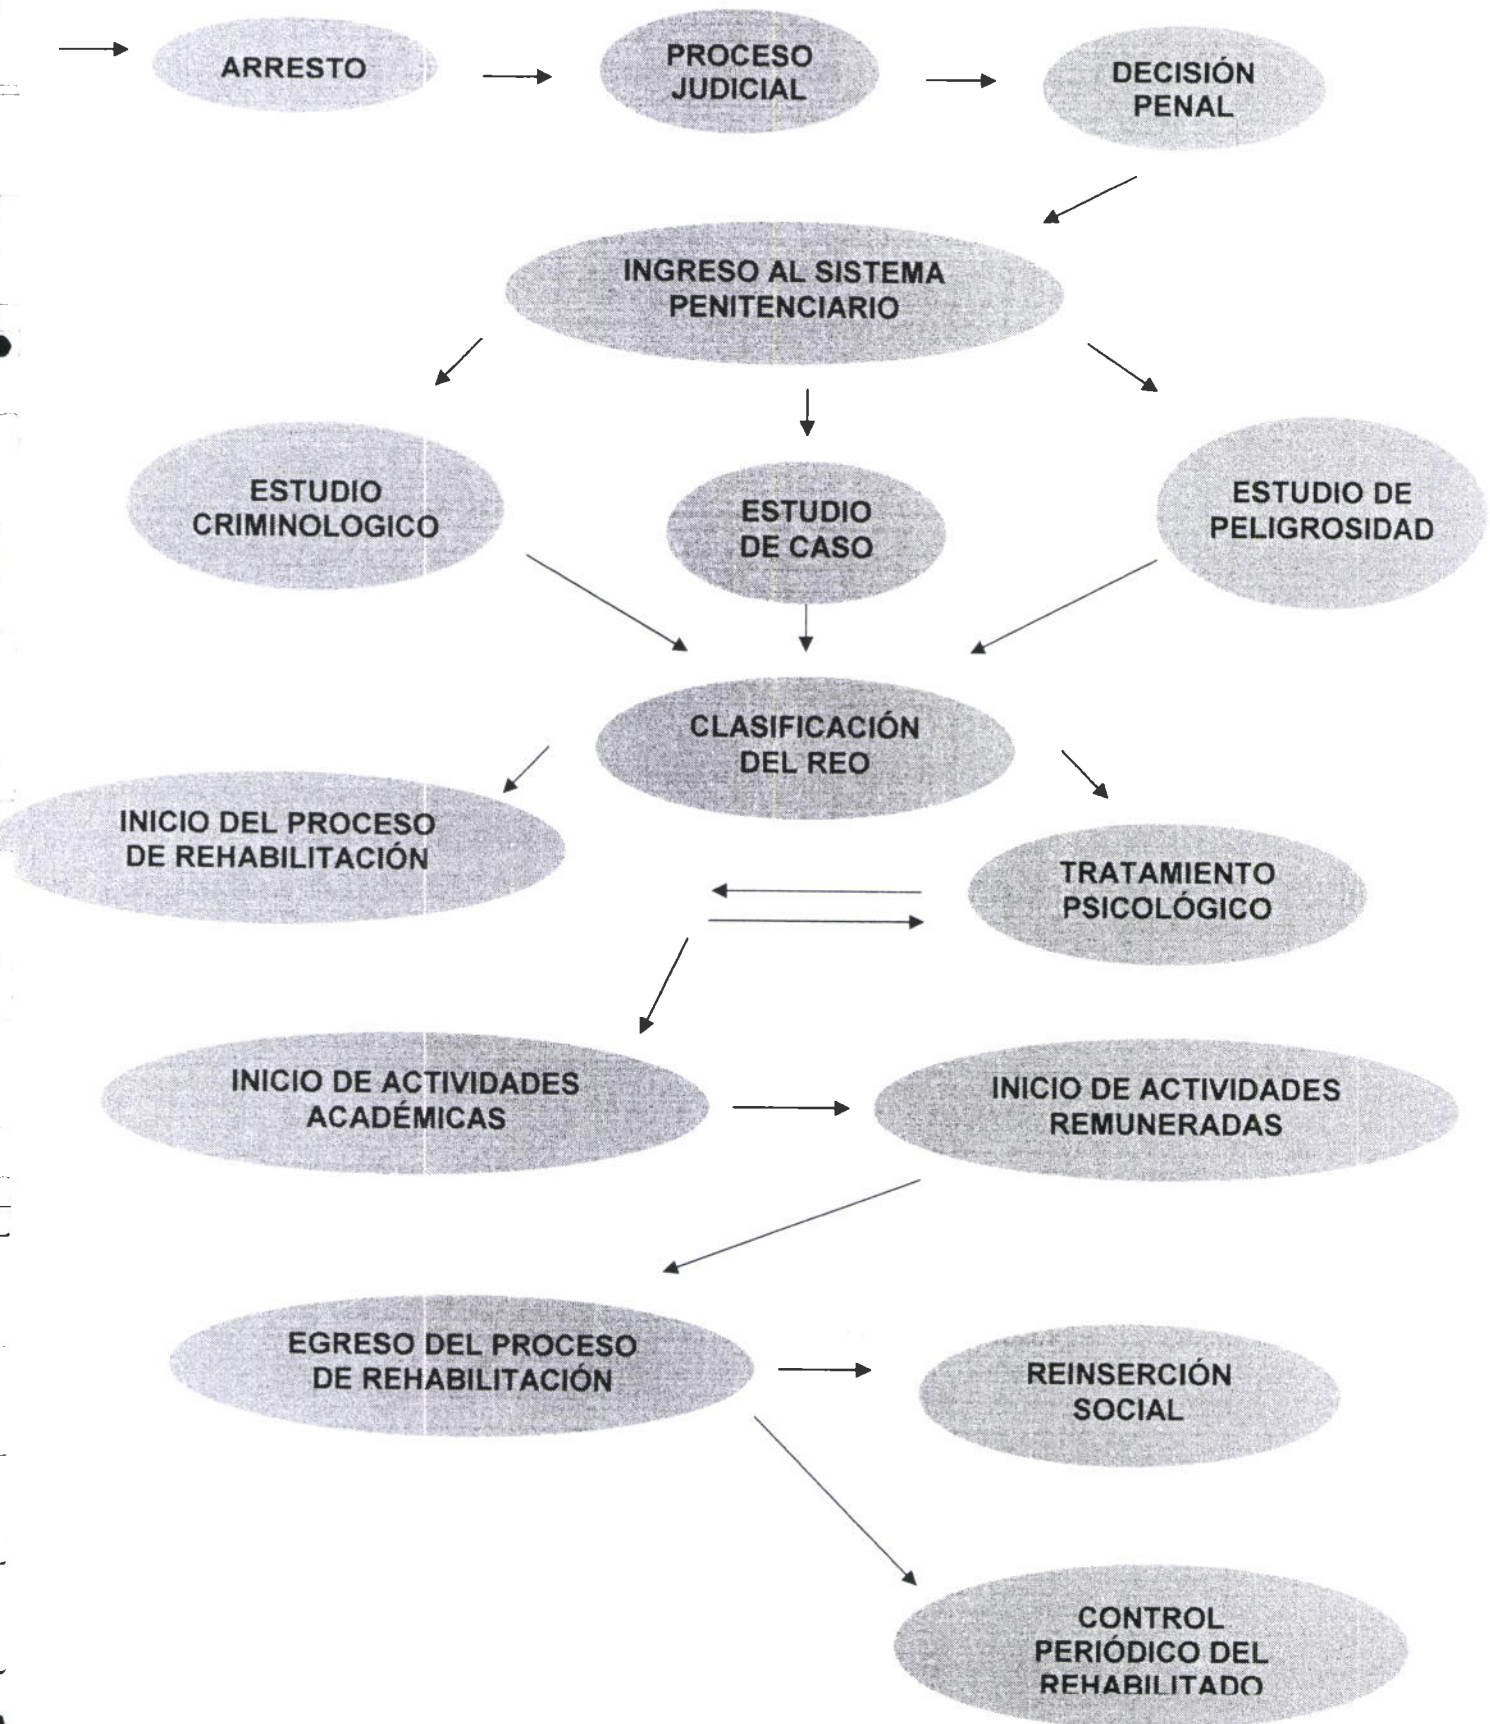 ARRESTO
PROCESO
JUDICIAL
DECISIÓN
PENAL
INGRESO AL SISTEMA
PENITENCIARIO
ESTUDIO
CRIMINOLOGICO
ESTUDIO
DE CASO
ESTUDIO DE
PELIGROSIDAD
CLASIFICACIÓN
DEL REO
INICIO DEL PROCESO
DE REHABILITACIÓN
TRATAMIENTO
PSICOLÓGICO
INICIO DE ACTIVIDADES
ACADÉMICAS
INICIO DE ACTIVIDADES
REMUNERADAS
EGRESO DEL PROCESO
DE REHABILITACIÓN
REINSERCIÓN
SOCIAL
CONTROL
PERIÓDICO DEL
REHABILITADO